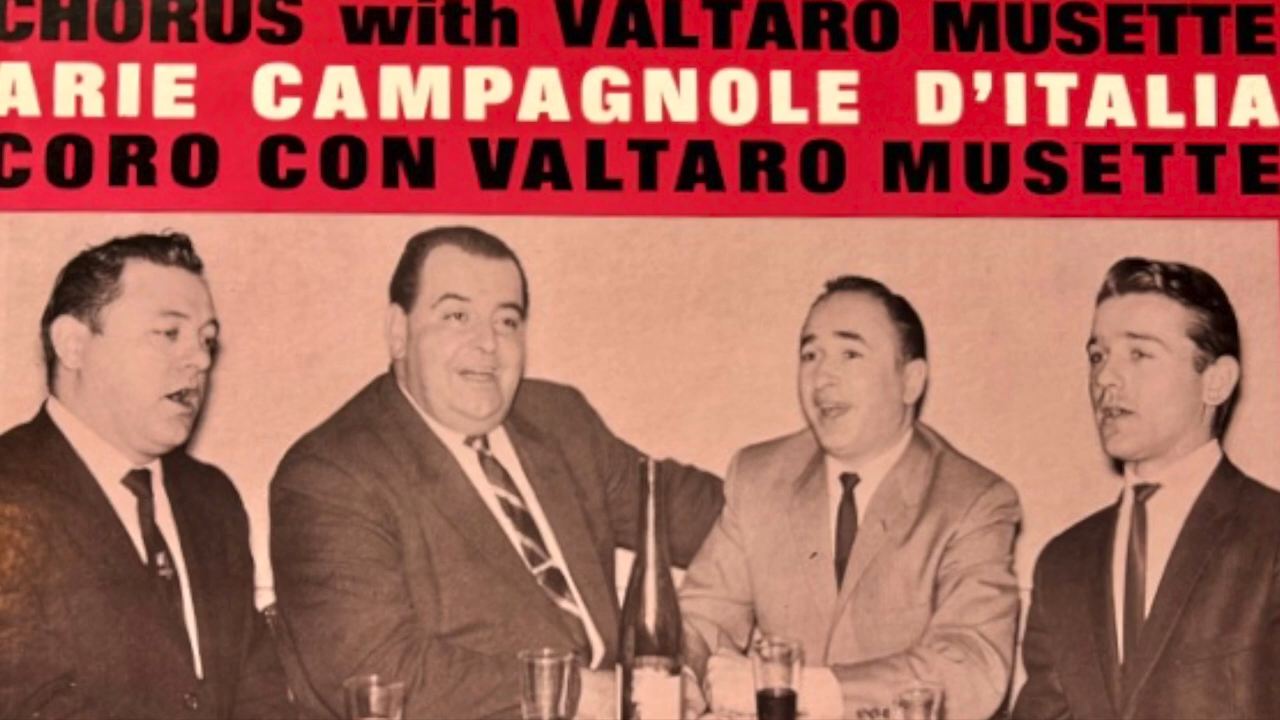 CHORUS with VALTARO MUSETTE
ARIE CAMPAGNOLE D'ITALIA
CORO CON VALTARO MUSETTE